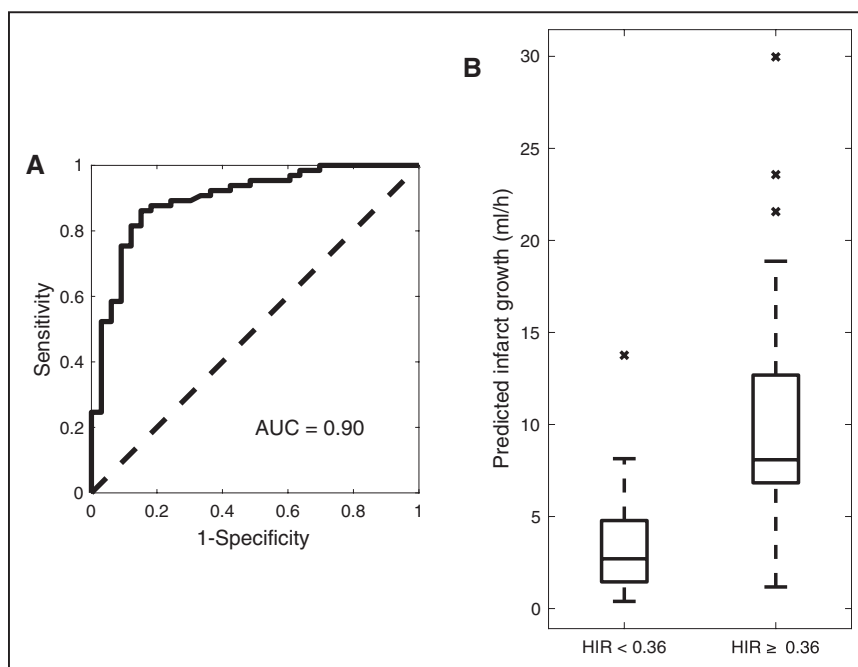 A
1
0.8
0.6
0.4
0.2
0
Sensitivity
AUC = 0.90
0 0.2 0.4 0.6 0.8 1
1-Specificity
B
30
25
20
15
10
5
0
Predicted infarct growth (ml/h)
HIR < 0.36 HIR ≥ 0.36